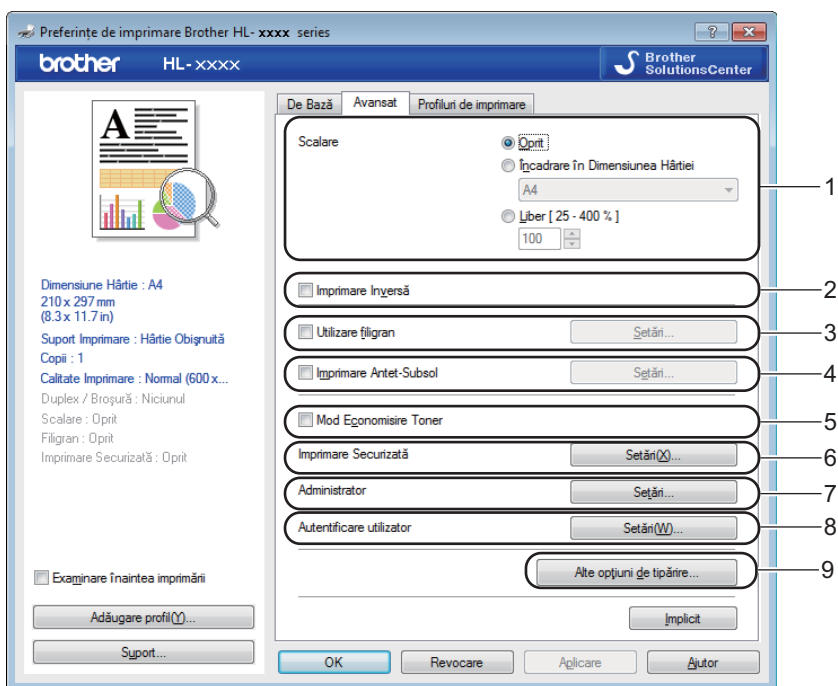 Preferințe de imprimare Brother HL- xxxx series
brother HL-xxxx
Brother
SolutionsCenter
De Bază Avansat Profiluri de imprimare
Scalare
Oprit
Încadrare în Dimensiunea Hârtiei
A4
Liber [ 25 - 400 % ]
100
1
Imprimare Inversă
2
Utilizare filigran Setări...
3
Imprimare Antet-Subsol Setări...
4
Mod Economisire Toner
5
Imprimare Securizată Setări(X)...
6
Administrator Setări...
7
Autentificare utilizator Setări(W)...
8
Alte opțiuni de tipărire...
9
Implicit
A
Dimensiune Hârtie : A4
210 x 297 mm
(8.3 x 11.7 in)
Suport Imprimare : Hârtie Obişnuită
Copii : 1
Calitate Imprimare : Normal (600 x...
Duplex / Broşură : Niciunul
Scalare : Oprit
Filigran : Oprit
Imprimare Securizată : Oprit
Examinare înaintea imprimării
Adăugare profil(Y)...
Suport...
OK Revocare Aplicare Ajutor